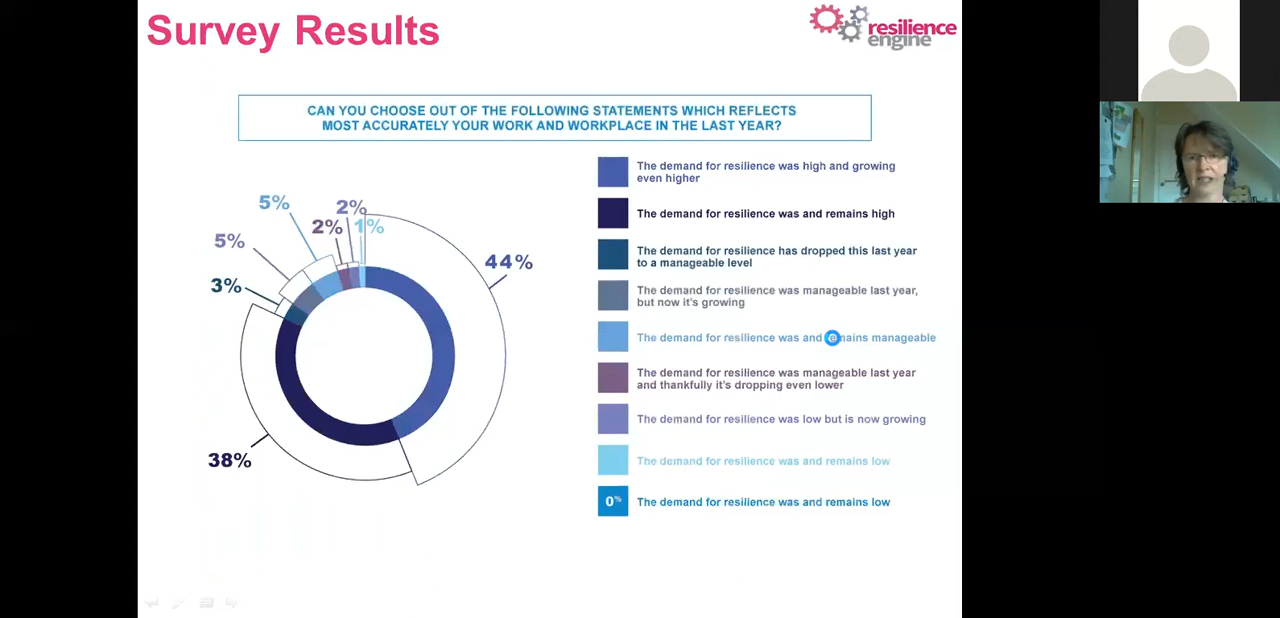 Survey Results
resilience
engine
CAN YOU CHOOSE OUT OF THE FOLLOWING STATEMENTS WHICH REFLECTS
MOST ACCURATELY YOUR WORK AND WORKPLACE IN THE LAST YEAR?
5%
2%
2%
1%
5%
44%
3%
38%
The demand for resilience was high and growing
even higher
The demand for resilience was and remains high
The demand for resilience has dropped this last year
to a manageable level
The demand for resilience was manageable last year,
but now it's growing
The demand for resilience was and mains manageable
The demand for resilience was manageable last year
and thankfully it's dropping even lower
The demand for resilience was low but is now growing
The demand for resilience was and remains low
0%
The demand for resilience was and remains low